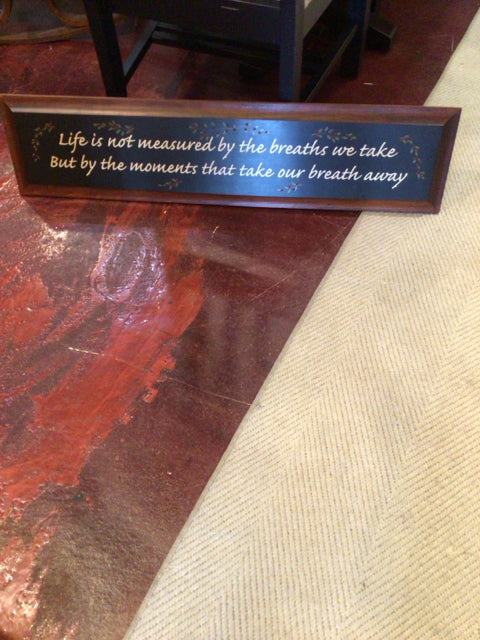 Life is not measured by the breaths we take
But by the moments that take our breath away